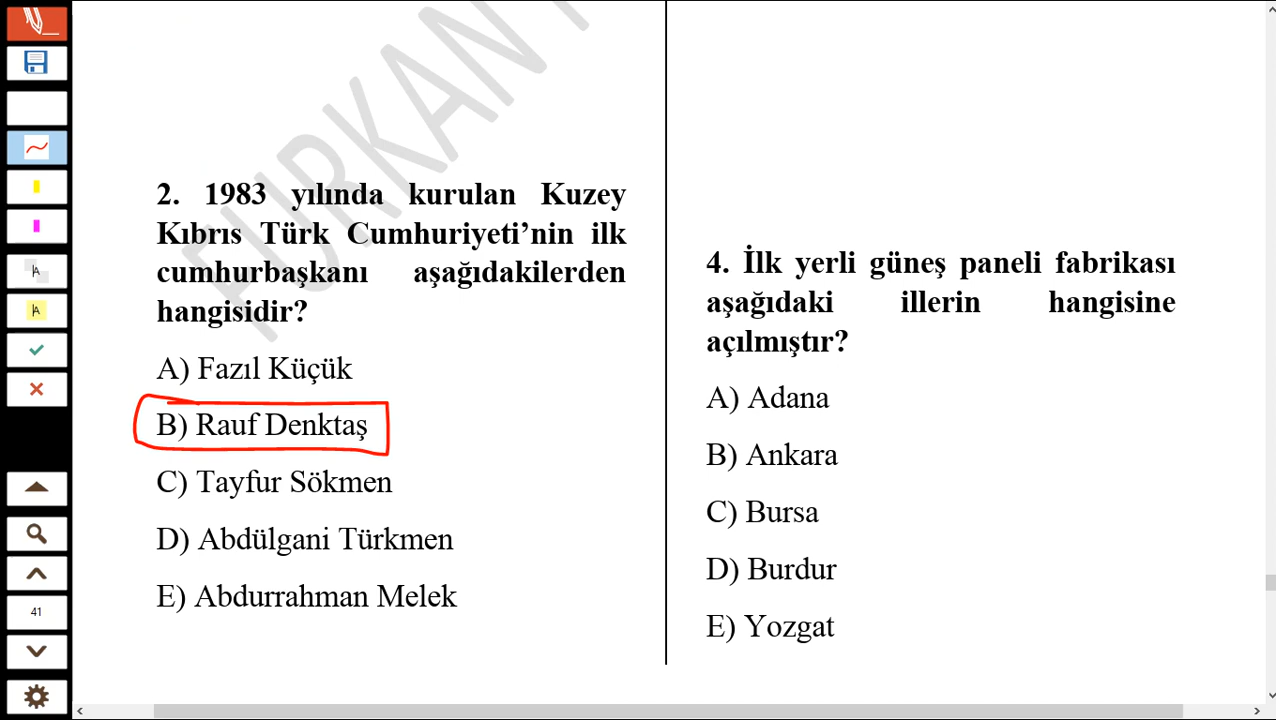 FURKAN
2. 1983 yılında kurulan Kuzey
Kıbrıs Türk Cumhuriyeti’nin ilk
cumhurbaşkanı aşağıdakilerden
hangisidir?
A) Fazıl Küçük
B) Rauf Denktaş
C) Tayfur Sökmen
D) Abdülgani Türkmen
E) Abdurrahman Melek
4. İlk yerli güneş paneli fabrikası
aşağıdaki illerin hangisine
açılmıştır?
A) Adana
B) Ankara
C) Bursa
D) Burdur
E) Yozgat
41